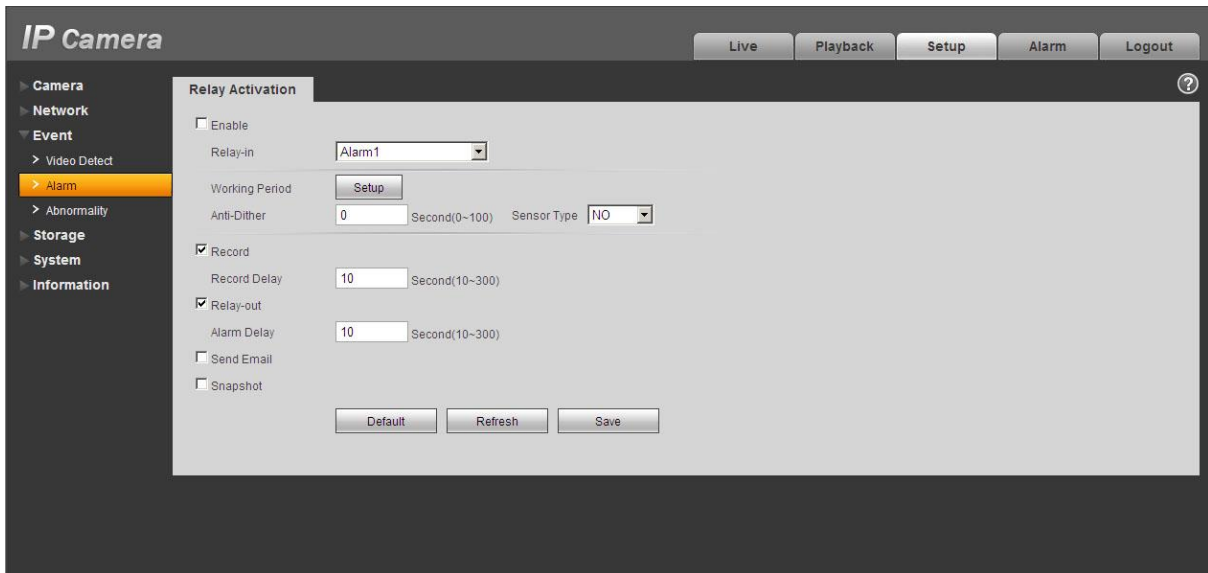 IP Camera
Live Playback Setup Alarm Logout
Camera
Network
Event
> Video Detect
> Alarm
> Abnormality
Storage
System
Information
Relay Activation
?
Enable
Relay-in Alarm1
Working Period Setup
Anti-Dither 0 Second(0~100) Sensor Type NO
Record
Record Delay 10 Second(10~300)
Relay-out
Alarm Delay 10 Second(10~300)
Send Email
Snapshot
Default Refresh Save